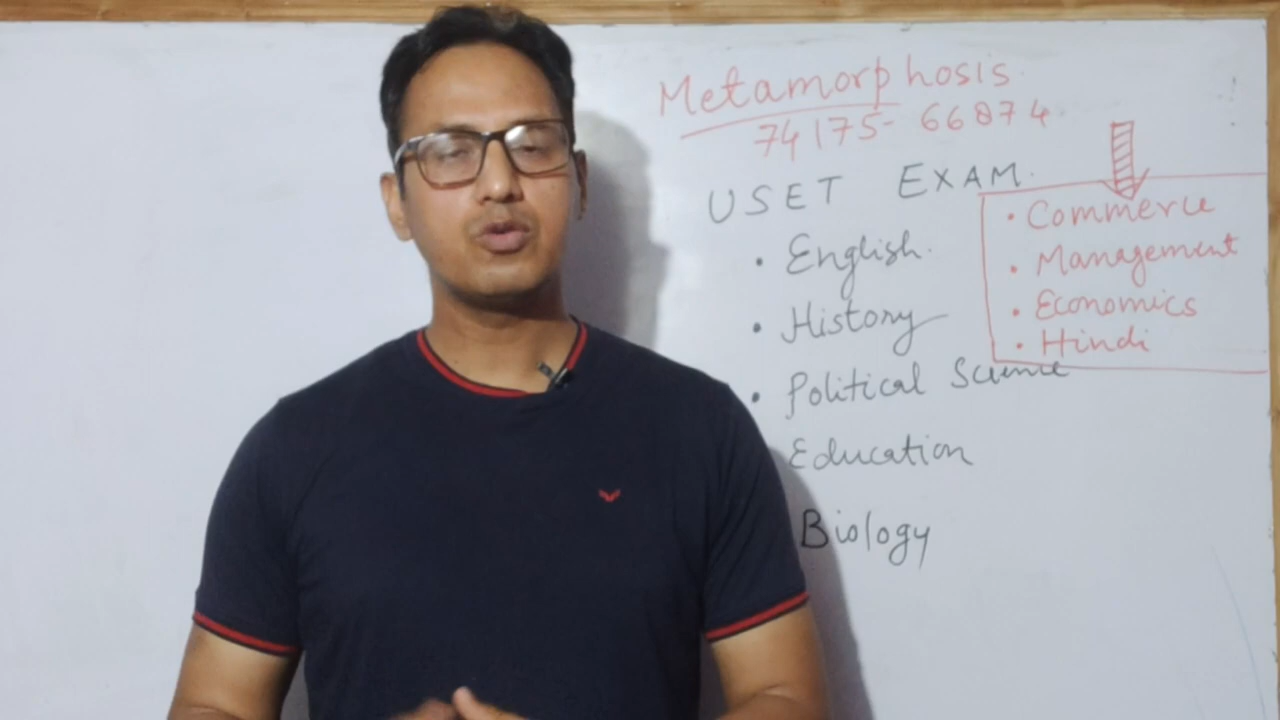 Metamorphosis
74175-66874
USET EXAM.
• English.
• History
• Political Science
Education
Biology
• Commerce
• Management
• Economics
• Hindi